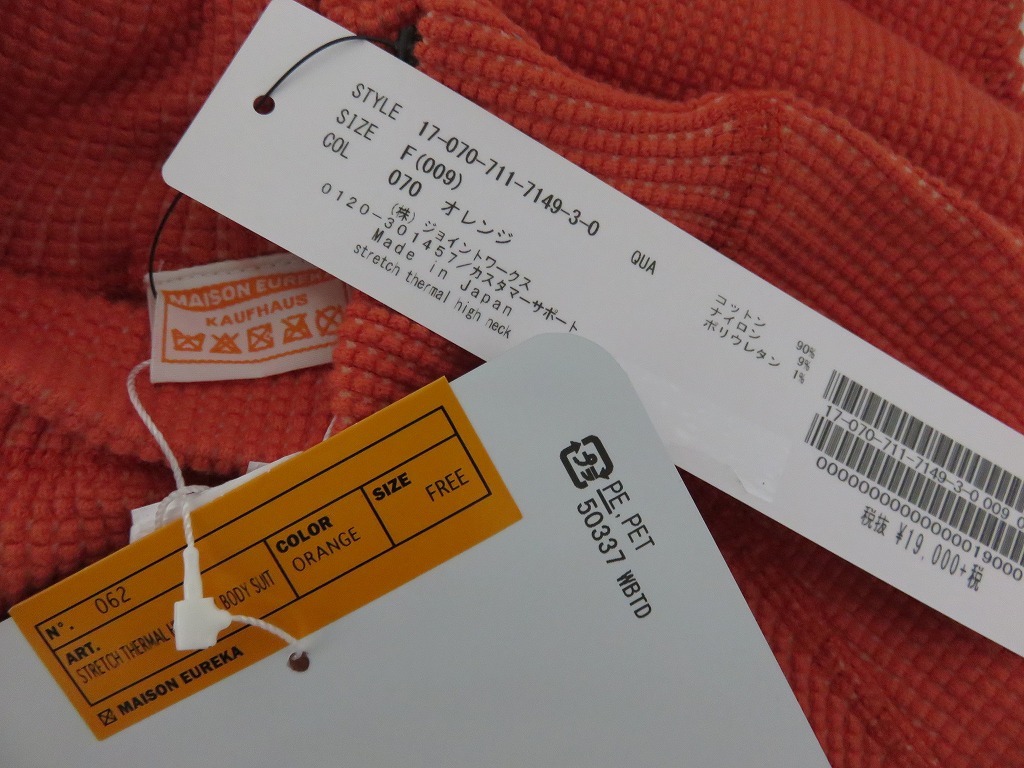 STYLE 17-070-711-7149-3-0
SIZE F(009)
COL 070 オレンジ
QUA
(株)ジョイントワークス
0120-301457/カスタマーサポート
Made in Japan
stretch thermal high neck
コットン 90%
ナイロン 9%
ポリウレタン 1%
17-070-711-7149-3-0 009
税抜 ¥19,000+税
MAISON EUREKA
KAUFHAUS
N°. 062
ART.
STRETCH THERMAL BODY SUIT
COLOR
ORANGE
SIZE
FREE
MAISON EUREKA
PE. PET
50337 WBTD